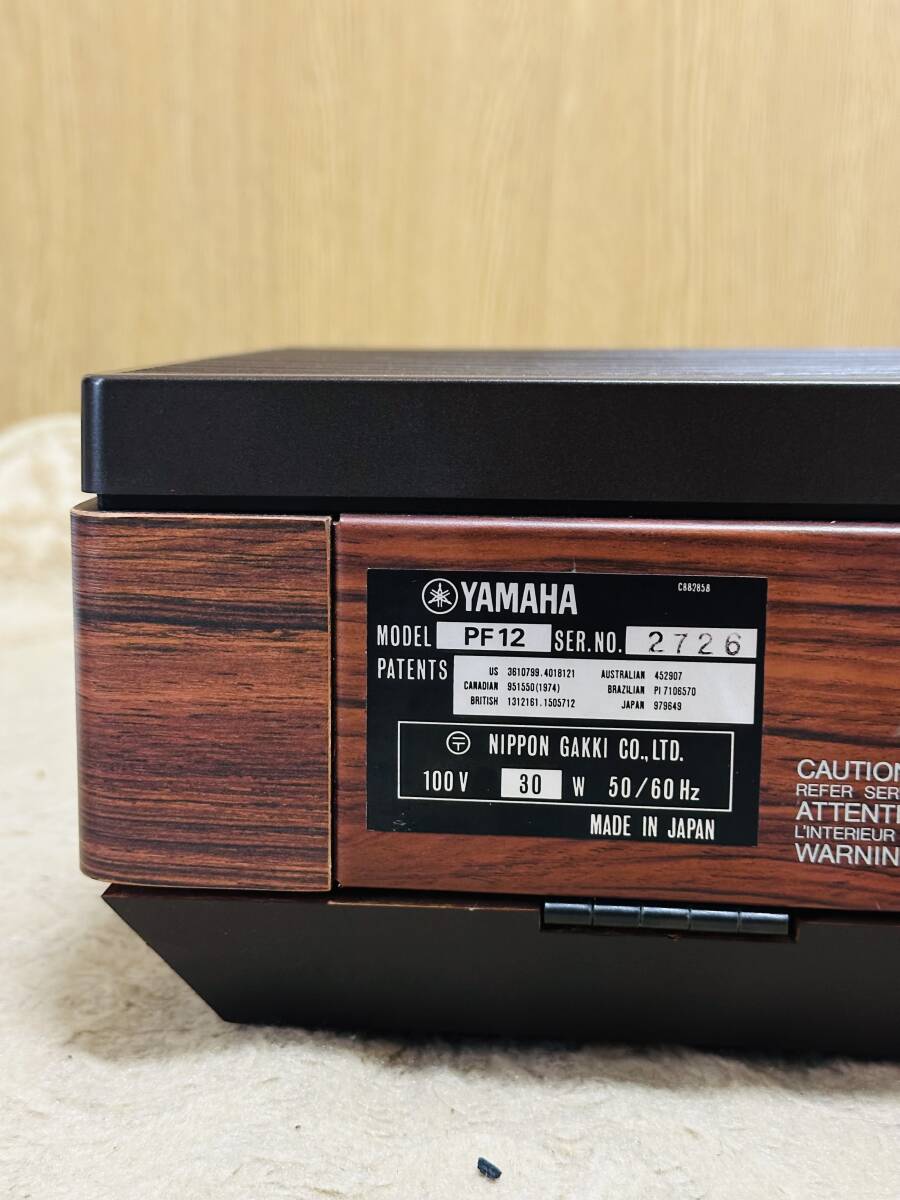 YAMAHA
C882858
MODEL PF12 SER.NO. 2726
PATENTS
US 3610799.4018121 AUSTRALIAN 452907
CANADIAN 951550(1974) BRAZILIAN PI 7106570
BRITISH 1312161.1505712 JAPAN 979649
〒 NIPPON GAKKI CO.,LTD.
100V 30 W 50/60Hz
MADE IN JAPAN
CAUTION
REFER SER
ATTENTI
L'INTERIEUR
WARNIN